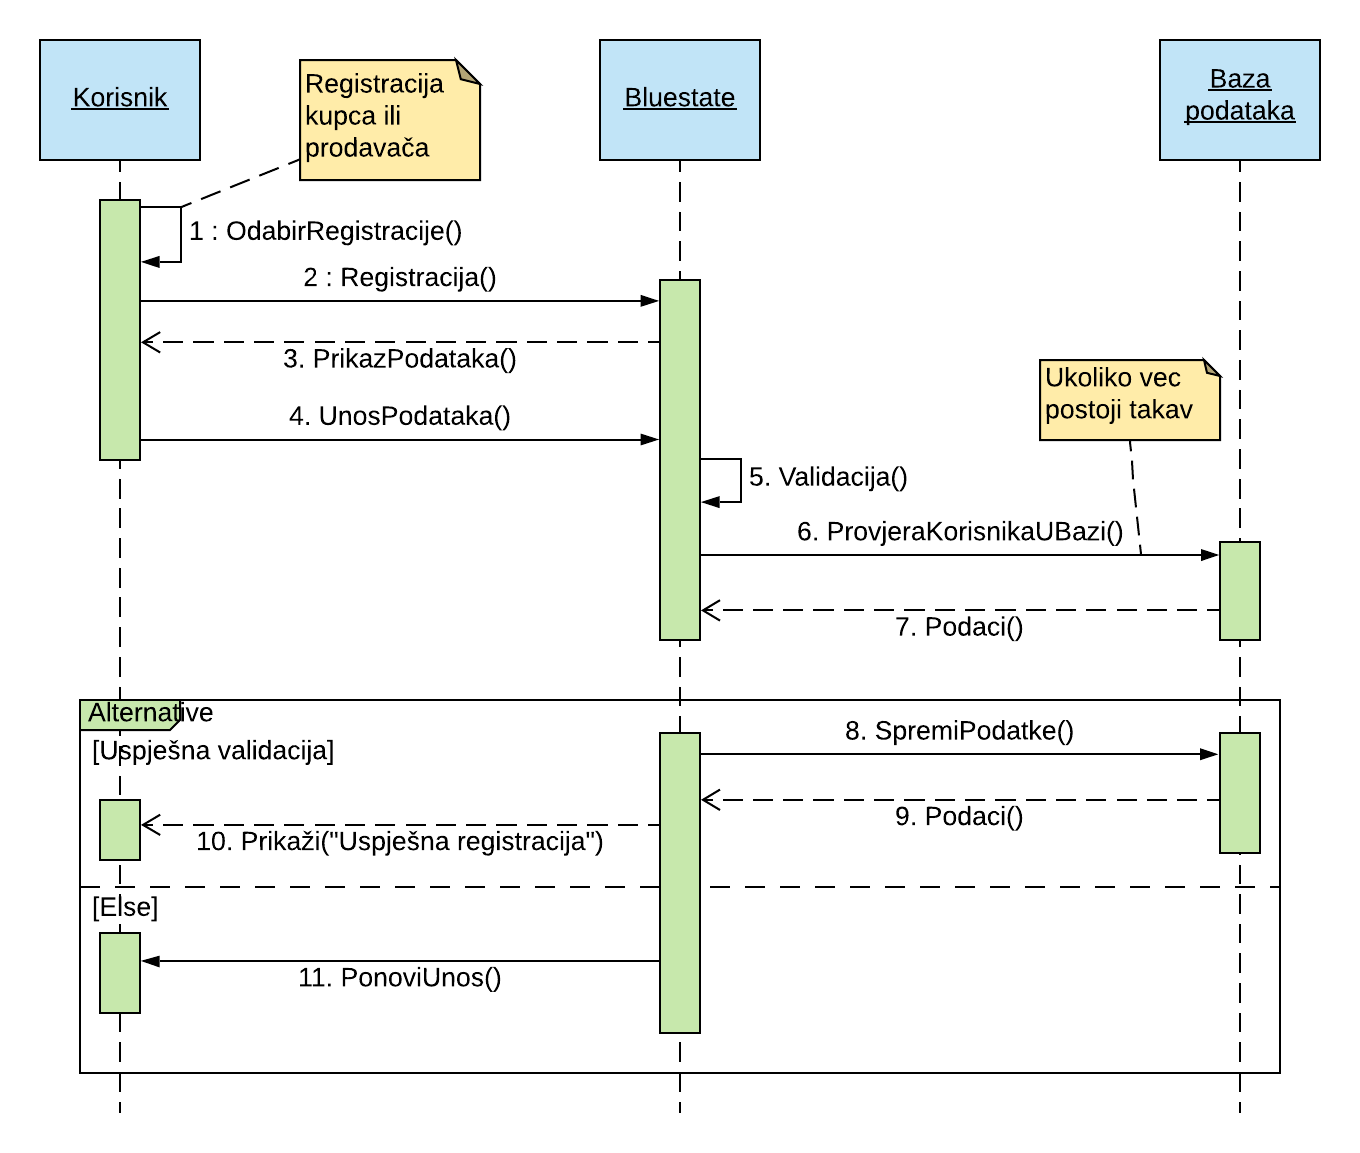 Korisnik
Registracija
kupca ili
prodavača
Bluestate
Baza
podataka
1 : OdabirRegistracije()
2 : Registracija()
3. PrikazPodataka()
Ukoliko vec
postoji takav
4. UnosPodataka()
5. Validacija()
6. ProvjeraKorisnikaUBazi()
7. Podaci()
Alternative
[Uspješna validacija]
8. SpremiPodatke()
9. Podaci()
10. Prikaži("Uspješna registracija")
[Else]
11. PonoviUnos()